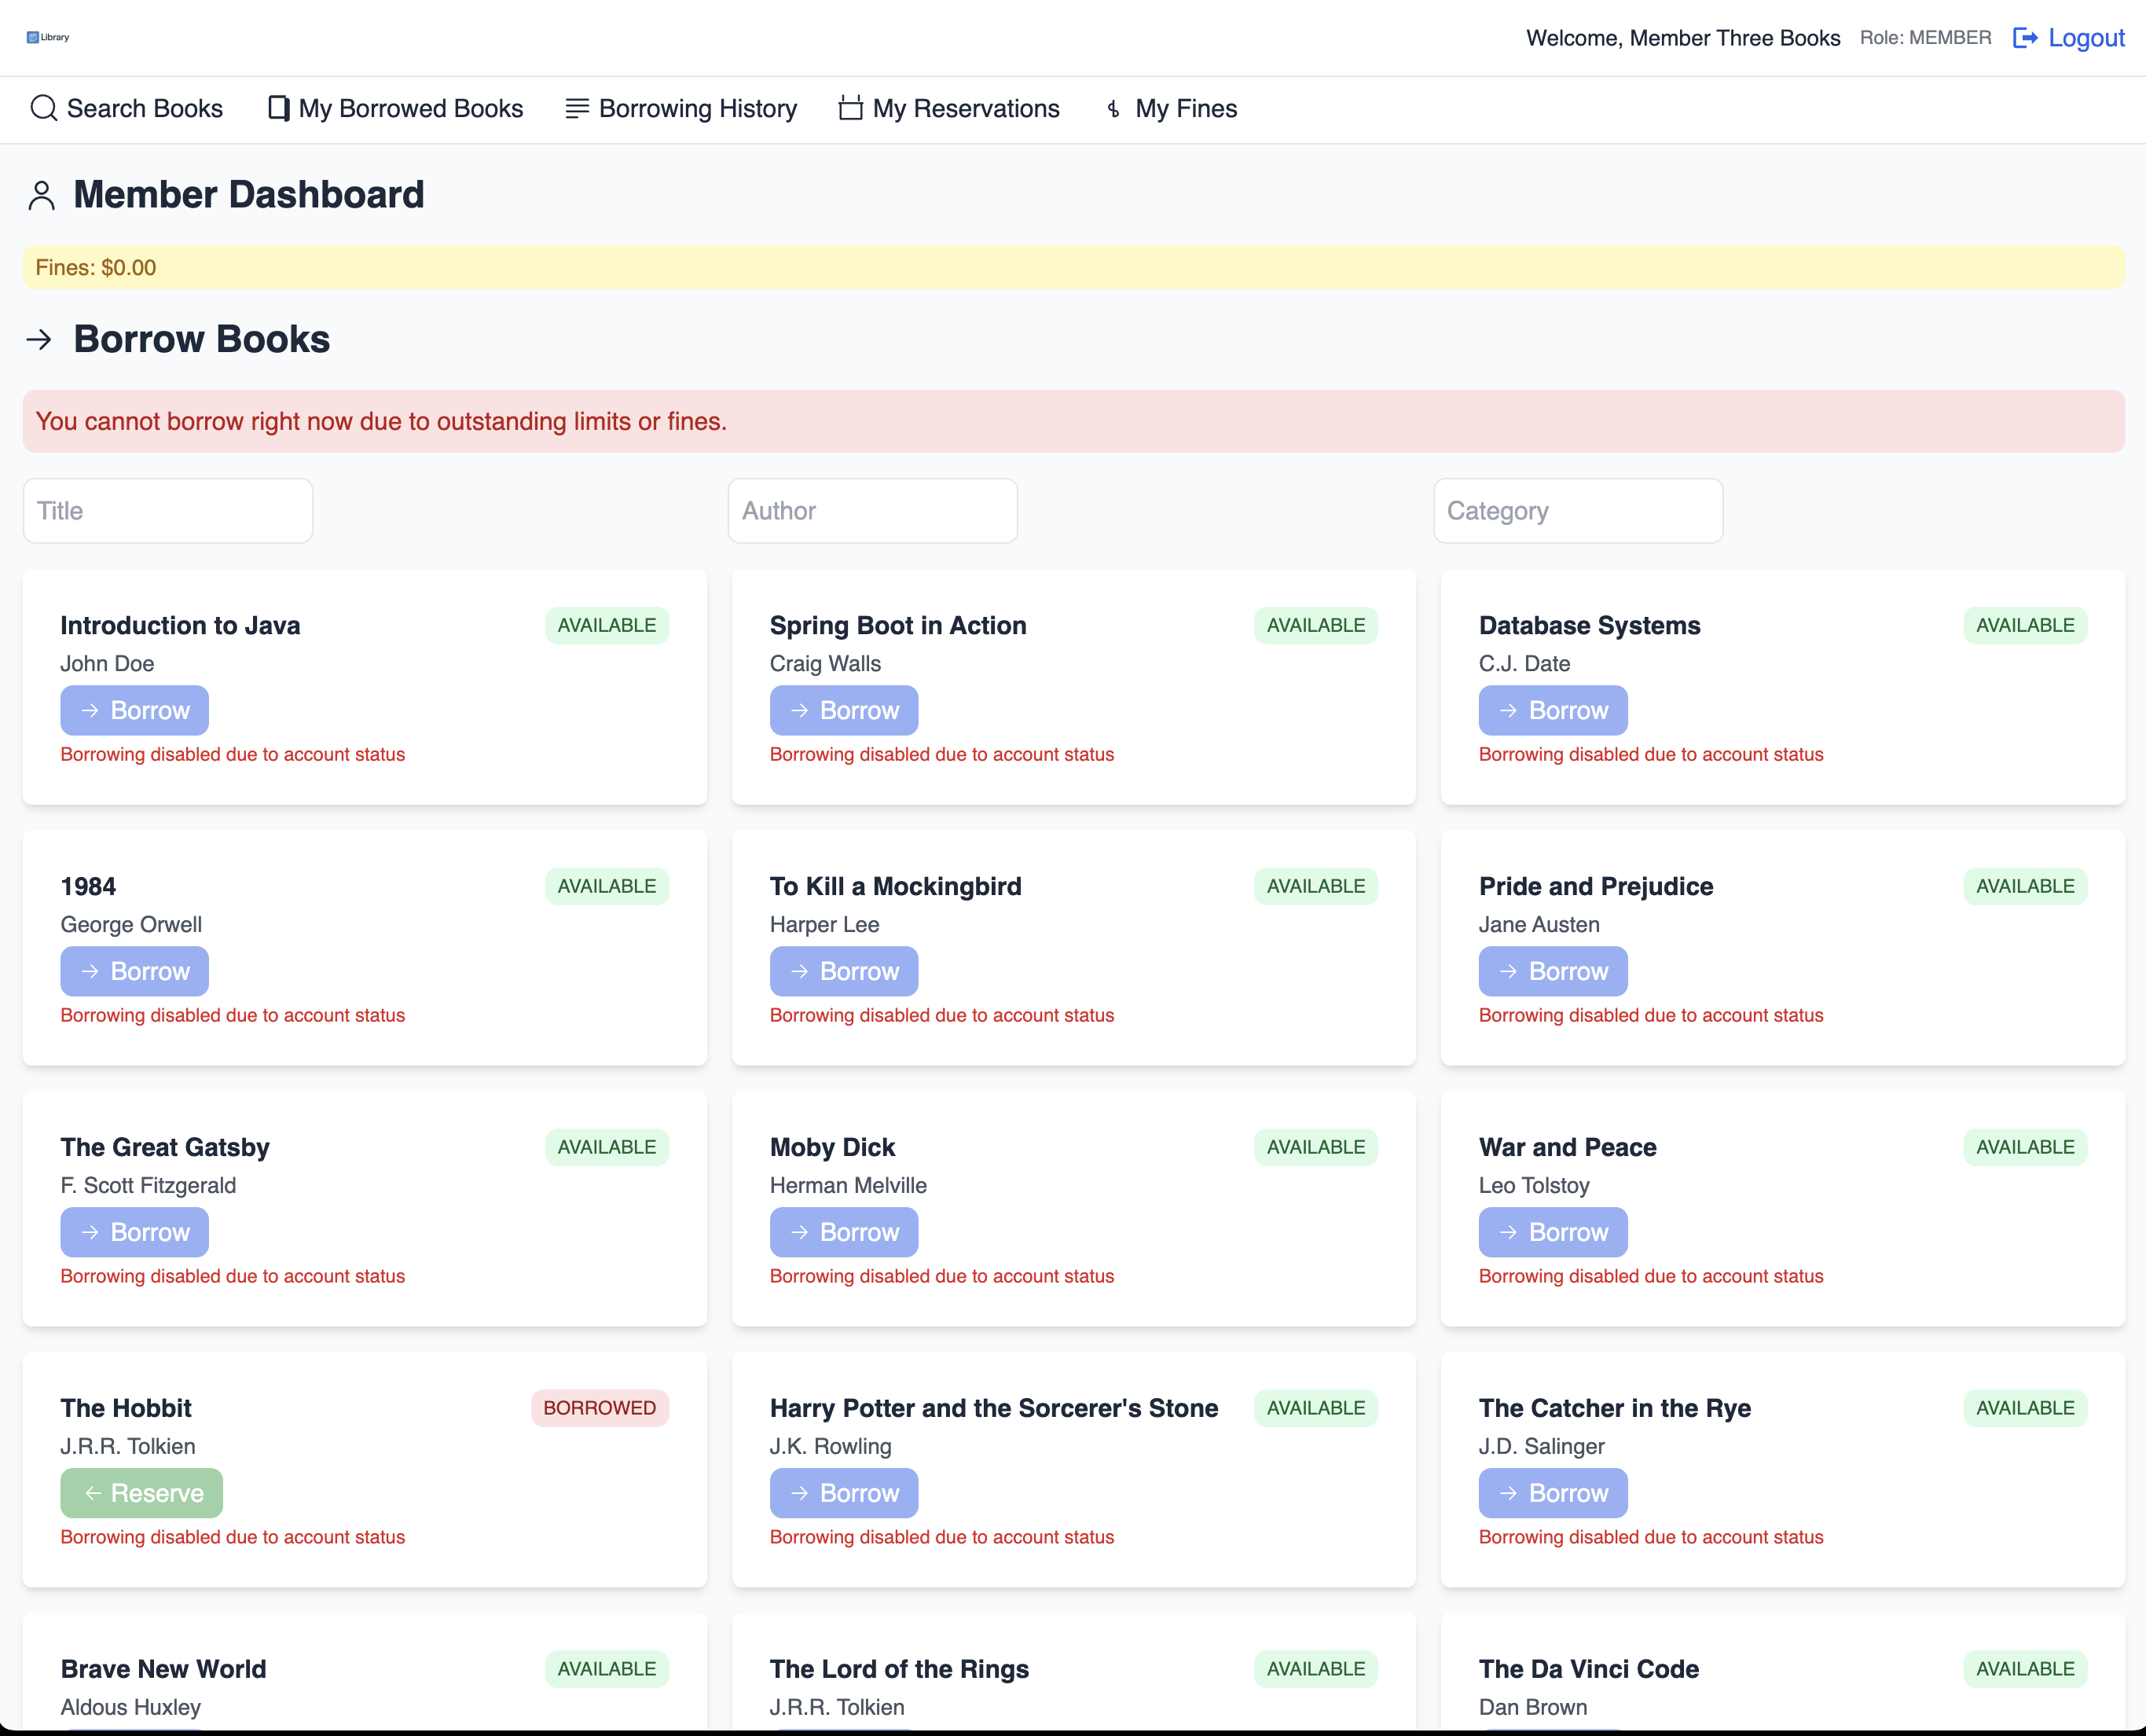 Library
Welcome, Member Three Books Role: MEMBER Logout
Search Books My Borrowed Books Borrowing History My Reservations My Fines
Member Dashboard
Fines: $0.00
Borrow Books
You cannot borrow right now due to outstanding limits or fines.
Title Author Category
Introduction to Java AVAILABLE
John Doe
Borrow
Borrowing disabled due to account status
Spring Boot in Action AVAILABLE
Craig Walls
Borrow
Borrowing disabled due to account status
Database Systems AVAILABLE
C.J. Date
Borrow
Borrowing disabled due to account status
1984 AVAILABLE
George Orwell
Borrow
Borrowing disabled due to account status
To Kill a Mockingbird AVAILABLE
Harper Lee
Borrow
Borrowing disabled due to account status
Pride and Prejudice AVAILABLE
Jane Austen
Borrow
Borrowing disabled due to account status
The Great Gatsby AVAILABLE
F. Scott Fitzgerald
Borrow
Borrowing disabled due to account status
Moby Dick AVAILABLE
Herman Melville
Borrow
Borrowing disabled due to account status
War and Peace AVAILABLE
Leo Tolstoy
Borrow
Borrowing disabled due to account status
The Hobbit BORROWED
J.R.R. Tolkien
Reserve
Borrowing disabled due to account status
Harry Potter and the Sorcerer's Stone AVAILABLE
J.K. Rowling
Borrow
Borrowing disabled due to account status
The Catcher in the Rye AVAILABLE
J.D. Salinger
Borrow
Borrowing disabled due to account status
Brave New World AVAILABLE
Aldous Huxley
The Lord of the Rings AVAILABLE
J.R.R. Tolkien
The Da Vinci Code AVAILABLE
Dan Brown